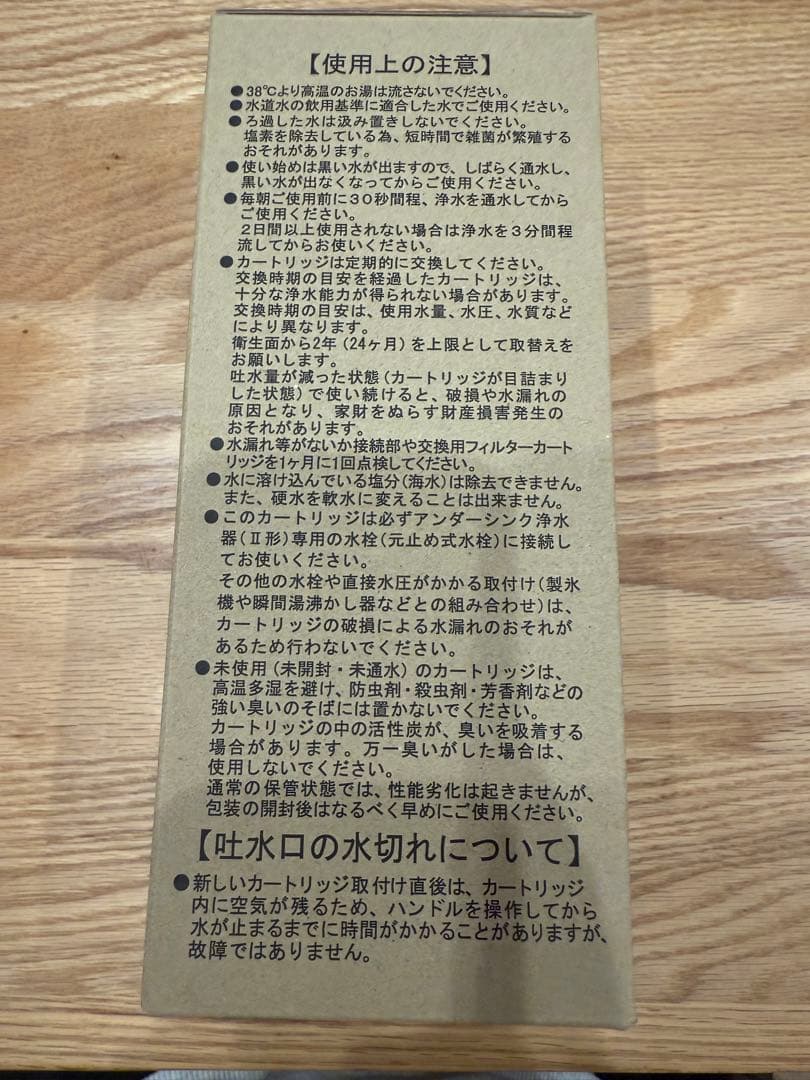 【使用上の注意】
●38℃より高温のお湯は流さないでください。
●水道水の飲用基準に適合した水でご使用ください。
●ろ過した水は汲み置きしないでください。
塩素を除去している為、短時間で雑菌が繁殖する
おそれがあります。
●使い始めは黒い水が出ますので、しばらく通水し、
黒い水が出なくなってからご使用ください。
●毎朝ご使用前に30秒間程、浄水を通水してから
ご使用ください。
2日間以上使用されない場合は浄水を3分間程
流してからお使いください。
●カートリッジは定期的に交換してください。
交換時期の目安を経過したカートリッジは、
十分な浄水能力が得られない場合があります。
交換時期の目安は、使用水量、水圧、水質など
により異なります。
衛生面から2年(24ヶ月)を上限として取替えを
お願いします。
吐水量が減った状態(カートリッジが目詰まり
した状態)で使い続けると、破損や水漏れの
原因となり、家財をぬらす財産損害発生の
おそれがあります。
●水漏れ等がないか接続部や交換用フィルターカート
リッジを1ヶ月に1回点検してください。
●水に溶け込んでいる塩分(海水)は除去できません。
また、硬水を軟水に変えることは出来ません。
●このカートリッジは必ずアンダーシンク浄水
器(Ⅱ形)専用の水栓(元止め式水栓)に接続し
てお使いください。
その他の水栓や直接水圧がかかる取付け(製氷
機や瞬間湯沸かし器などとの組み合わせ)は、
カートリッジの破損による水漏れのおそれが
あるため行わないでください。
●未使用(未開封・未通水)のカートリッジは、
高温多湿を避け、防虫剤・殺虫剤・芳香剤などの
強い臭いのそばには置かないでください。
カートリッジの中の活性炭が、臭いを吸着する
場合があります。万一臭いがした場合は、
使用しないでください。
通常の保管状態では、性能劣化は起きませんが、
包装の開封後はなるべく早めにご使用ください。
【吐水口の水切れについて】
●新しいカートリッジ取付け直後は、カートリッジ
内に空気が残るため、ハンドルを操作してから
水が止まるまでに時間がかかることがありますが、
故障ではありません。